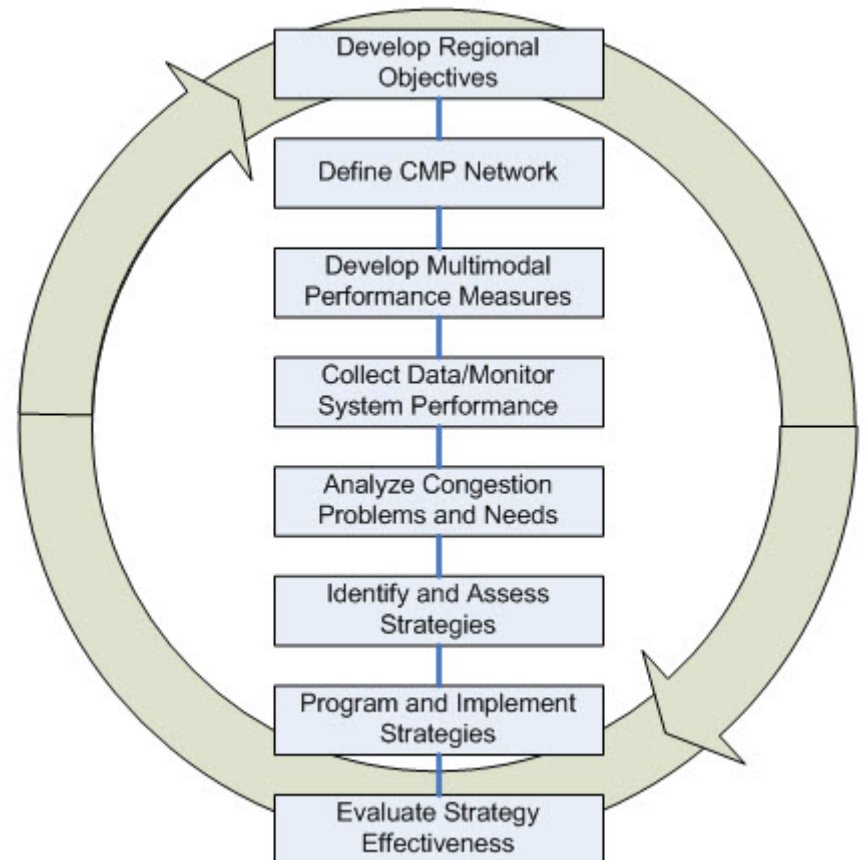 Develop Regional
Objectives
Define CMP Network
Develop Multimodal
Performance Measures
Collect Data/Monitor
System Performance
Analyze Congestion
Problems and Needs
Identify and Assess
Strategies
Program and Implement
Strategies
Evaluate Strategy
Effectiveness